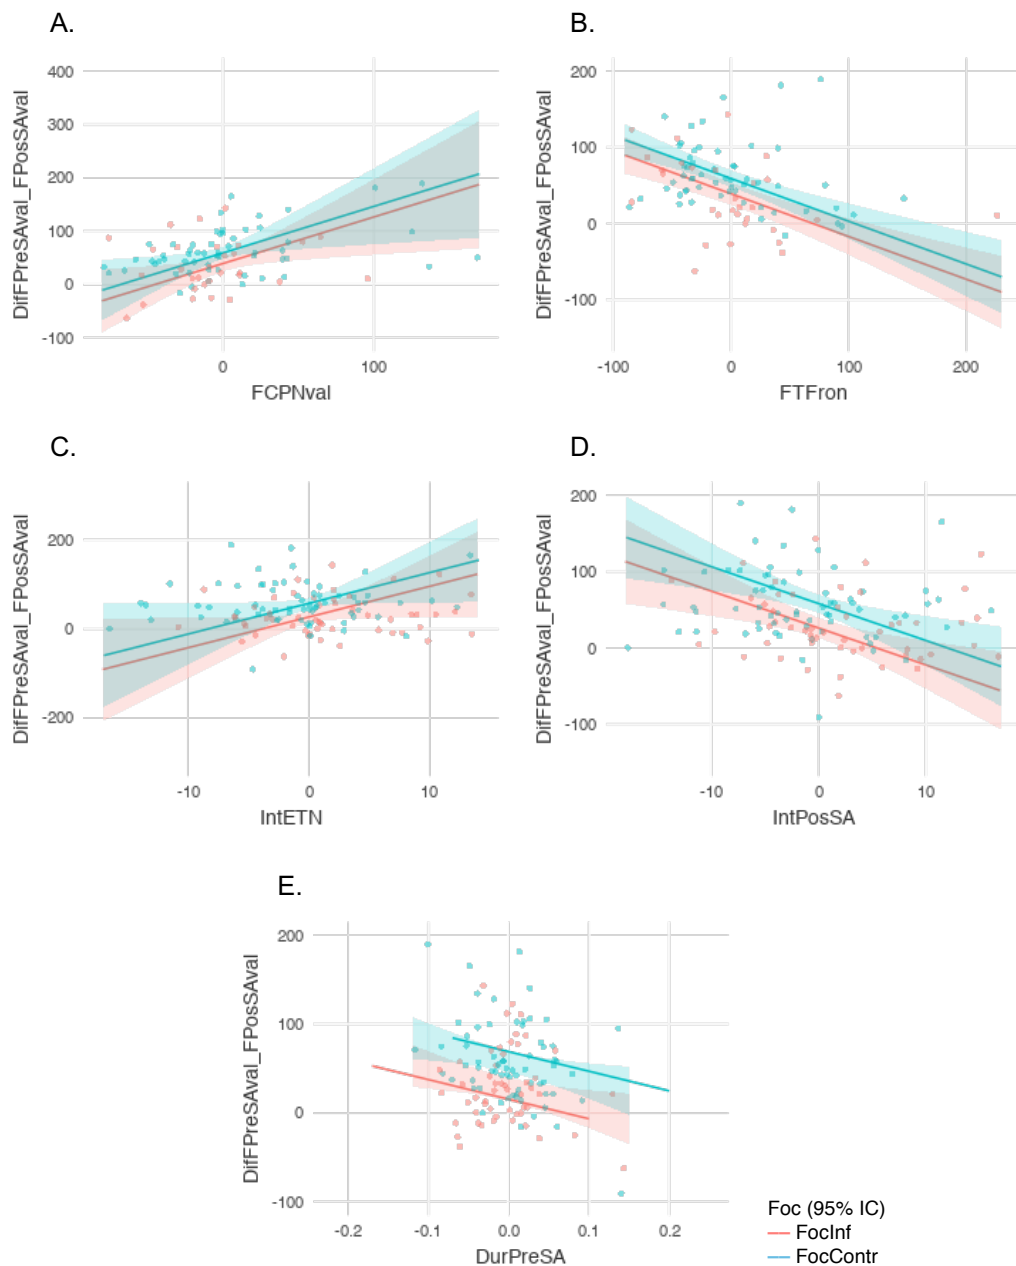 A.
400
300
200
100
0
-100
DifFPreSAval_FPosSAval
0 100
FCPNval
B.
200
100
0
-100
DifFPreSAval_FPosSAval
-100 0 100 200
FTFron
C.
200
0
-200
DifFPreSAval_FPosSAval
-10 0 10
IntETN
D.
200
100
0
-100
DifFPreSAval_FPosSAval
-10 0 10
IntPosSA
E.
200
100
0
-100
DifFPreSAval_FPosSAval
-0.2 -0.1 0.0 0.1 0.2
DurPreSA
Foc (95% IC)
FocInf
FocContr